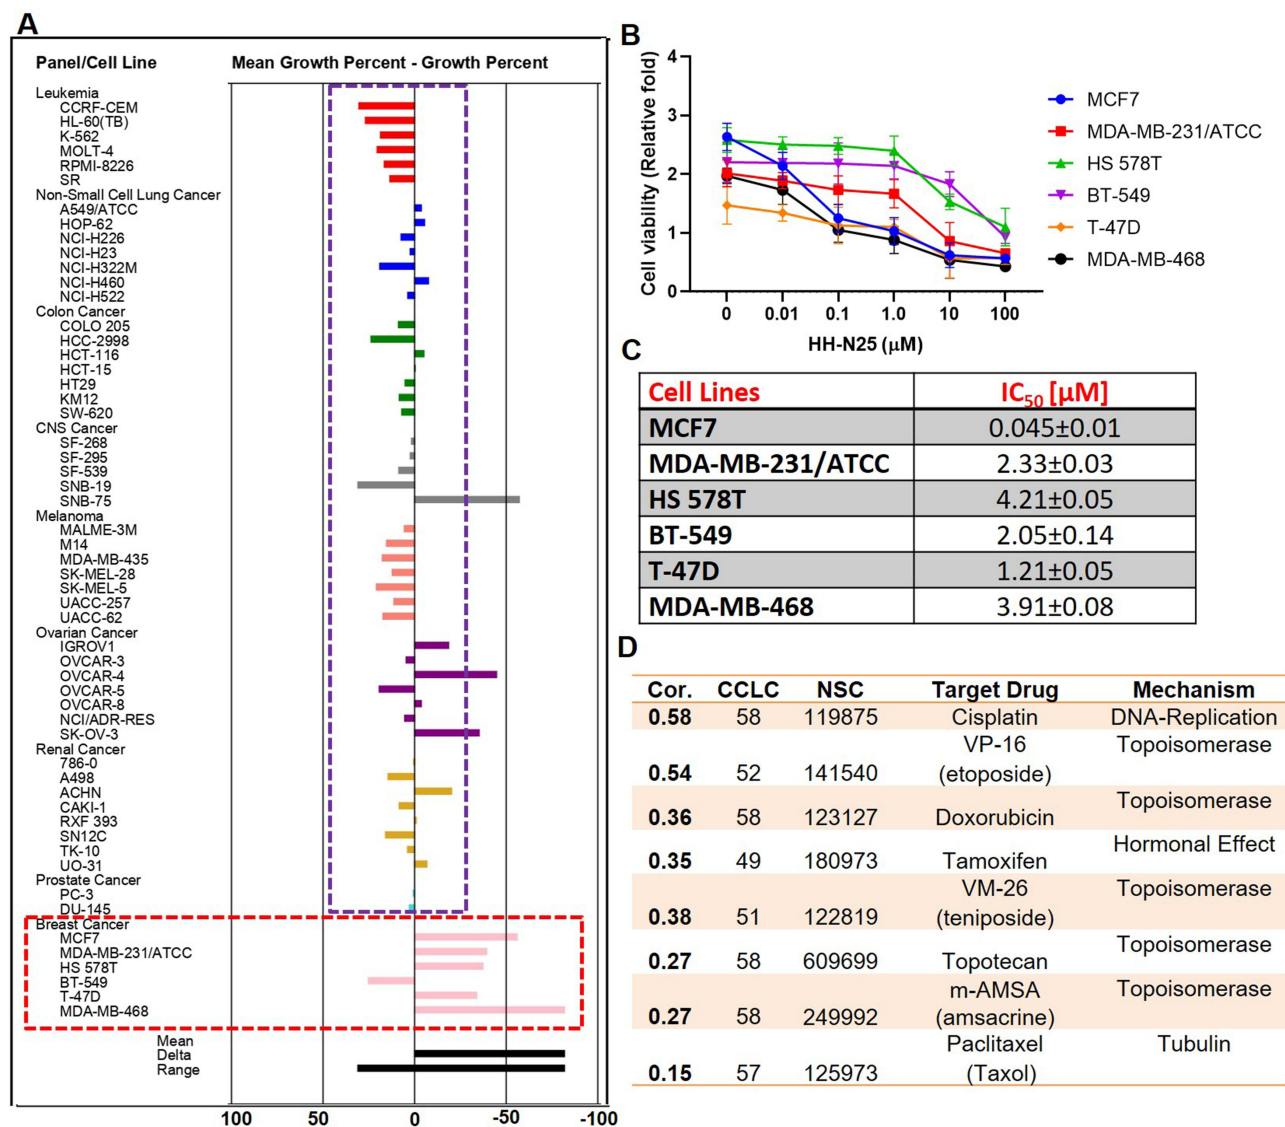 A
Panel/Cell Line Mean Growth Percent - Growth Percent
Leukemia
CCRF-CEM
HL-60(TB)
K-562
MOLT-4
RPMI-8226
SR
Non-Small Cell Lung Cancer
A549/ATCC
HOP-62
NCI-H226
NCI-H23
NCI-H322M
NCI-H460
NCI-H522
Colon Cancer
COLO 205
HCC-2998
HCT-116
HCT-15
HT29
KM12
SW-620
CNS Cancer
SF-268
SF-295
SF-539
SNB-19
SNB-75
Melanoma
MALME-3M
M14
MDA-MB-435
SK-MEL-28
SK-MEL-5
UACC-257
UACC-62
Ovarian Cancer
IGROV1
OVCAR-3
OVCAR-4
OVCAR-5
OVCAR-8
NCI/ADR-RES
SK-OV-3
Renal Cancer
786-0
A498
ACHN
CAKI-1
RXF 393
SN12C
TK-10
UO-31
Prostate Cancer
PC-3
DU-145
Breast Cancer
MCF7
MDA-MB-231/ATCC
HS 578T
BT-549
T-47D
MDA-MB-468
Mean
Delta
Range
100 50 0 -50 -100
B
Cell viability (Relative fold)
4
3
2
1
0
0 0.01 0.1 1.0 10 100
HH-N25 (μM)
MCF7
MDA-MB-231/ATCC
HS 578T
BT-549
T-47D
MDA-MB-468
C
Cell Lines IC50 [μM]
MCF7 0.045±0.01
MDA-MB-231/ATCC 2.33±0.03
HS 578T 4.21±0.05
BT-549 2.05±0.14
T-47D 1.21±0.05
MDA-MB-468 3.91±0.08
D
Cor. CCLC NSC Target Drug Mechanism
0.58 58 119875 Cisplatin DNA-Replication
VP-16 Topoisomerase
0.54 52 141540 (etoposide)
Topoisomerase
0.36 58 123127 Doxorubicin
Hormonal Effect
0.35 49 180973 Tamoxifen
VM-26 Topoisomerase
0.38 51 122819 (teniposide)
Topoisomerase
0.27 58 609699 Topotecan
m-AMSA Topoisomerase
0.27 58 249992 (amsacrine)
Paclitaxel Tubulin
0.15 57 125973 (Taxol)